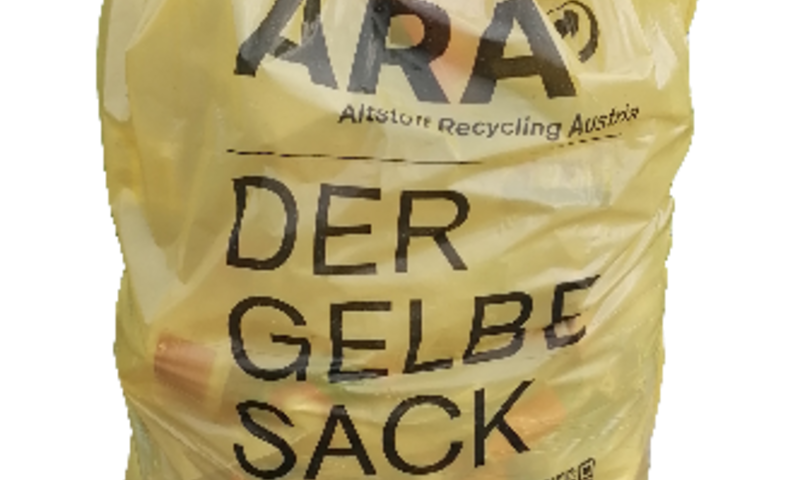 ARA
Altstoff Recycling Austria
DER
GELBE
SACK